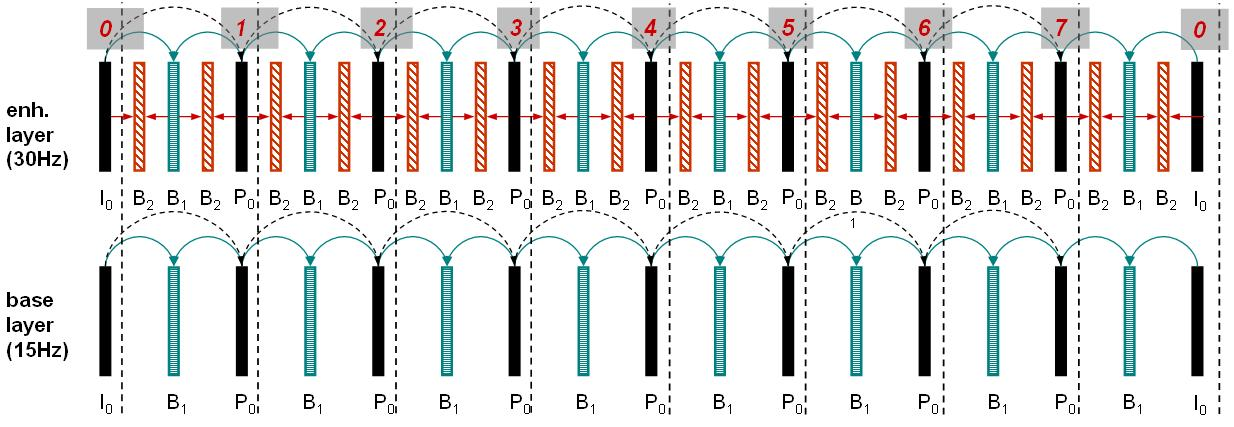 0 1 2 3 4 5 6 7 0
enh.
layer
(30Hz)
I0 B2 B1 B2 P0 B2 B1 B2 P0 B2 B1 B2 P0 B2 B1 B2 P0 B2 B1 B2 P0 B2 B B2 P0 B2 B1 B2 P0 B2 B1 B2 I0
1
base
layer
(15Hz)
I0 B1 P0 B1 P0 B1 P0 B1 P0 B1 P0 B1 P0 B1 P0 B1 I0